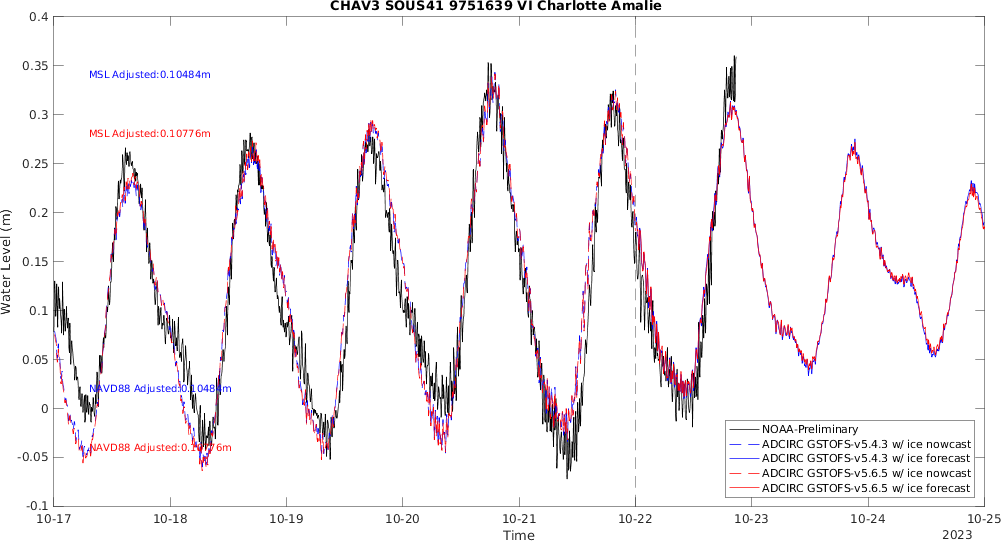 CHAV3 SOUS41 9751639 VI Charlotte Amalie
0.4
0.35
0.3
0.25
0.2
0.15
0.1
0.05
0
-0.05
-0.1
Water Level (m)
MSL Adjusted:0.10484m
MSL Adjusted:0.10776m
NAVD88 Adjusted:0.10484m
NAVD88 Adjusted:0.10776m
NOAA-Preliminary
ADCIRC GSTOFS-v5.4.3 w/ ice nowcast
ADCIRC GSTOFS-v5.4.3 w/ ice forecast
ADCIRC GSTOFS-v5.6.5 w/ ice nowcast
ADCIRC GSTOFS-v5.6.5 w/ ice forecast
10-17 10-18 10-19 10-20 10-21 10-22 10-23 10-24 10-25
Time
2023